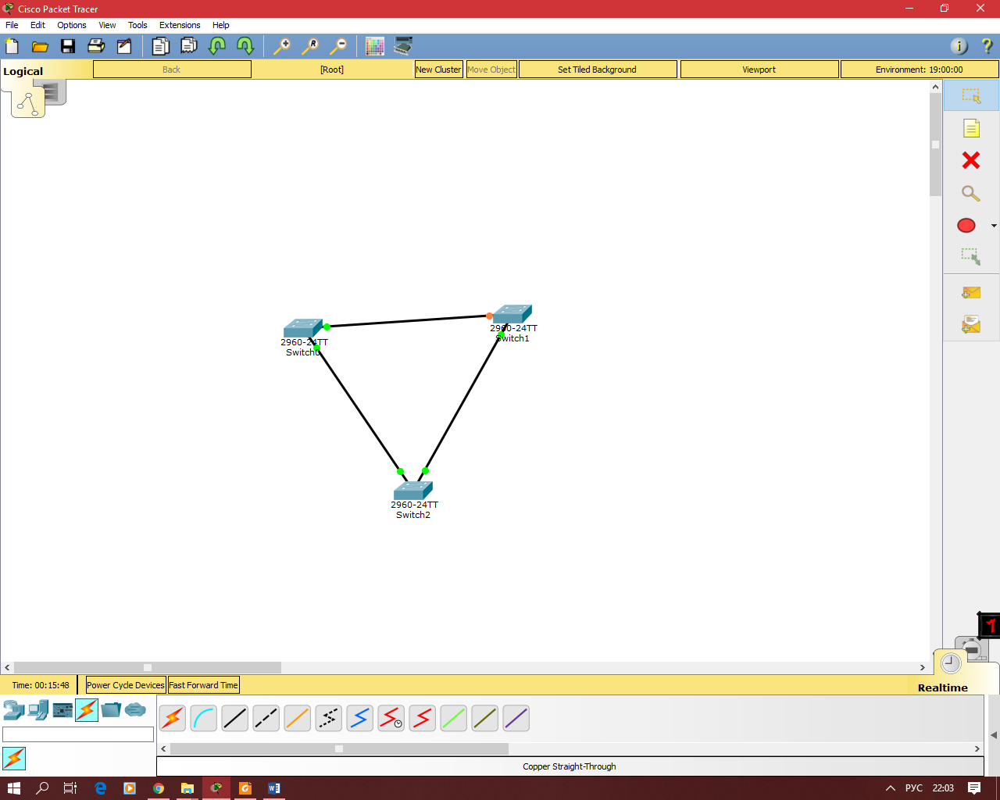 Cisco Packet Tracer
File Edit Options View Tools Extensions Help
Logical Back [Root] New Cluster Move Object Set Tiled Background Viewport Environment: 19:00:00
2960-24TT
Switch1
2960-24TT
Switch0
2960-24TT
Switch2
Time: 00:15:48 Power Cycle Devices Fast Forward Time
Realtime
Copper Straight-Through
РУС 22:03